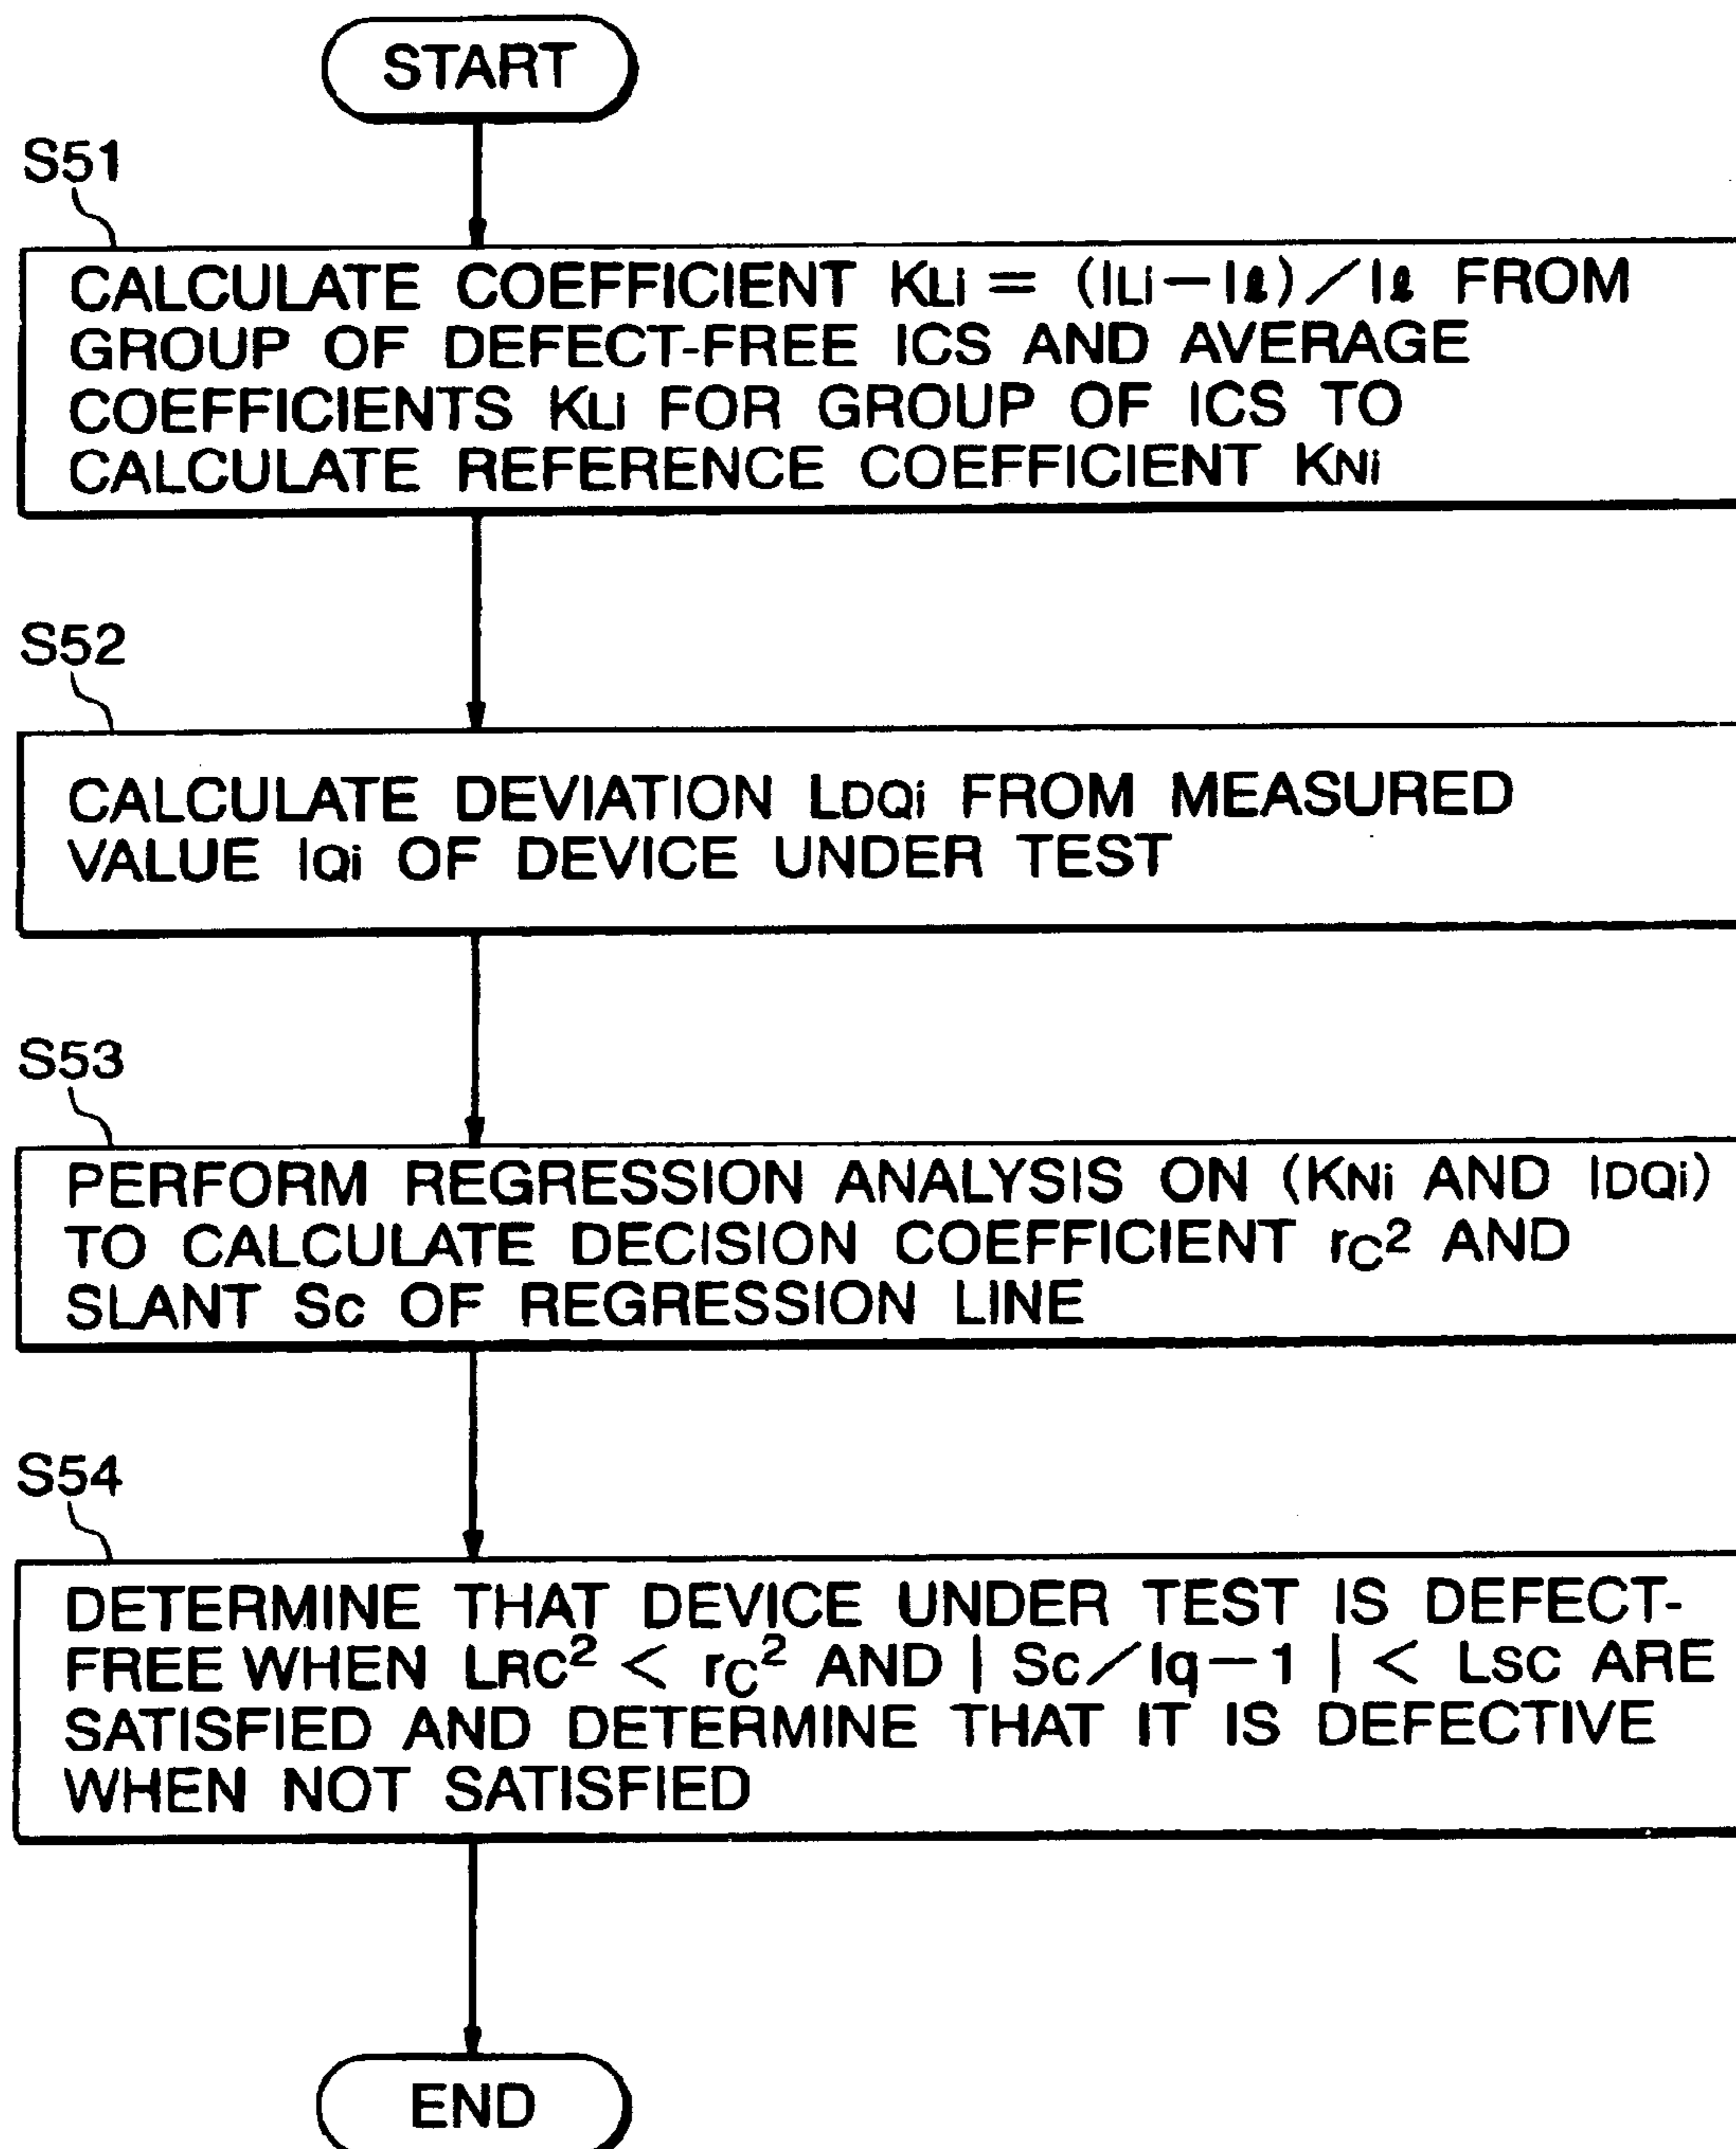 START
S51
CALCULATE COEFFICIENT KLi = (ILi−Iℓ)/Iℓ FROM
GROUP OF DEFECT-FREE ICS AND AVERAGE
COEFFICIENTS KLi FOR GROUP OF ICS TO
CALCULATE REFERENCE COEFFICIENT KNi
S52
CALCULATE DEVIATION LDQi FROM MEASURED
VALUE IQi OF DEVICE UNDER TEST
S53
PERFORM REGRESSION ANALYSIS ON (KNi AND IDQi)
TO CALCULATE DECISION COEFFICIENT rC² AND
SLANT Sc OF REGRESSION LINE
S54
DETERMINE THAT DEVICE UNDER TEST IS DEFECT-
FREE WHEN LRC² < rC² AND | Sc/Iq−1 | < LSC ARE
SATISFIED AND DETERMINE THAT IT IS DEFECTIVE
WHEN NOT SATISFIED
END